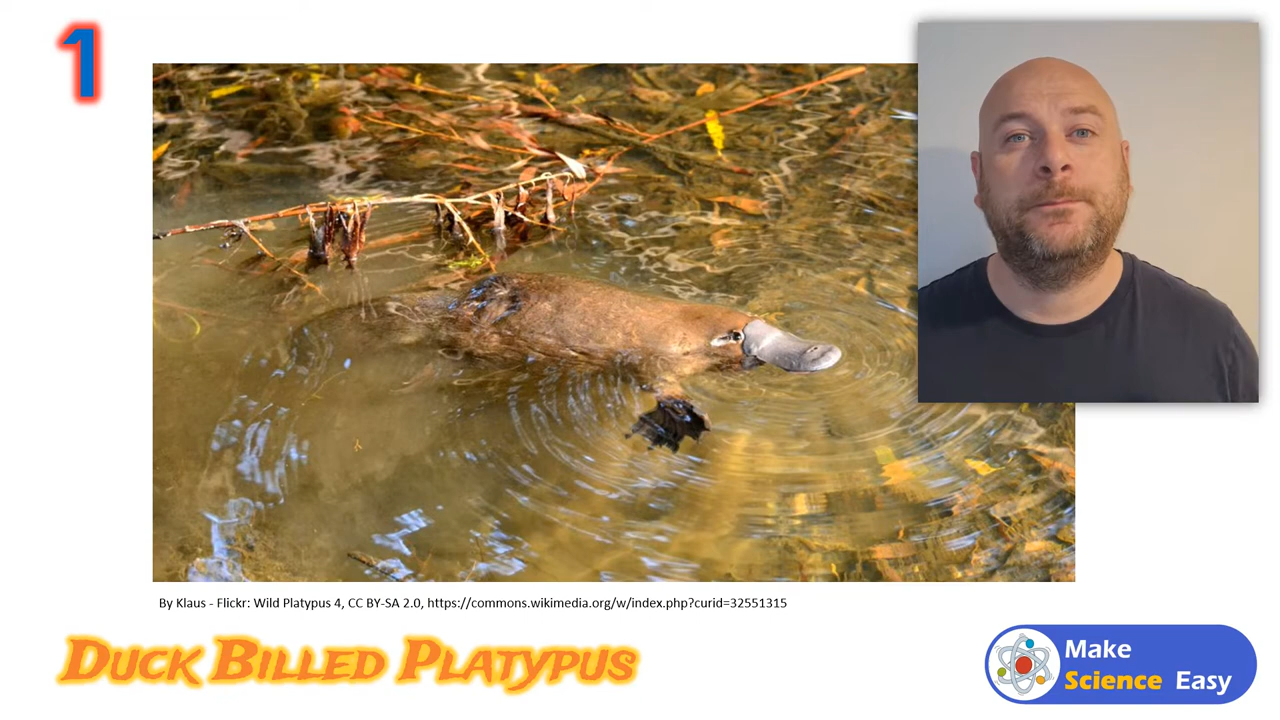 1
By Klaus - Flickr: Wild Platypus 4, CC BY-SA 2.0, https://commons.wikimedia.org/w/index.php?curid=32551315
Duck Billed Platypus
Make
Science Easy